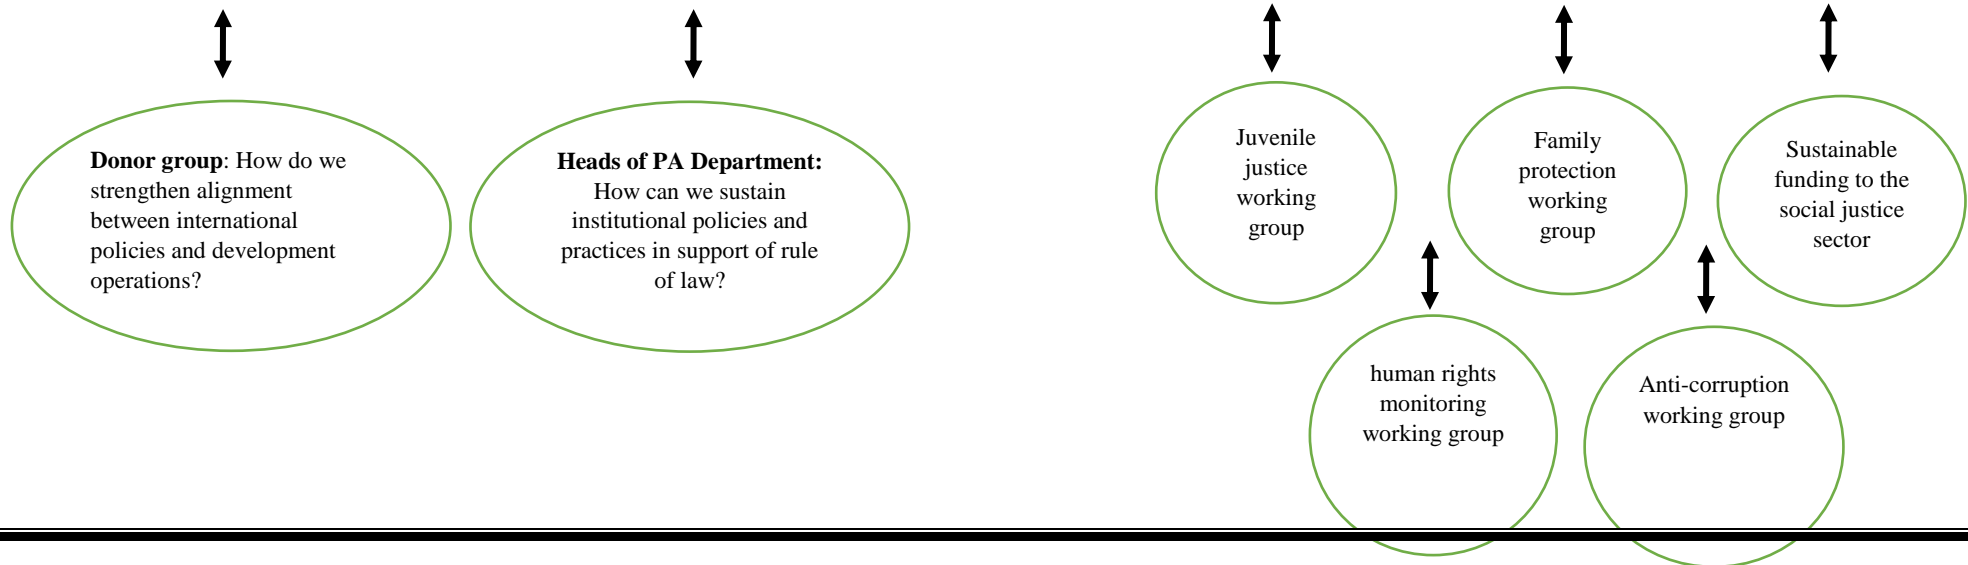 Donor group: How do we
strengthen alignment
between international
policies and development
operations?
Heads of PA Department:
How can we sustain
institutional policies and
practices in support of rule
of law?
Juvenile
justice
working
group
Family
protection
working
group
Sustainable
funding to the
social justice
sector
human rights
monitoring
working group
Anti-corruption
working group